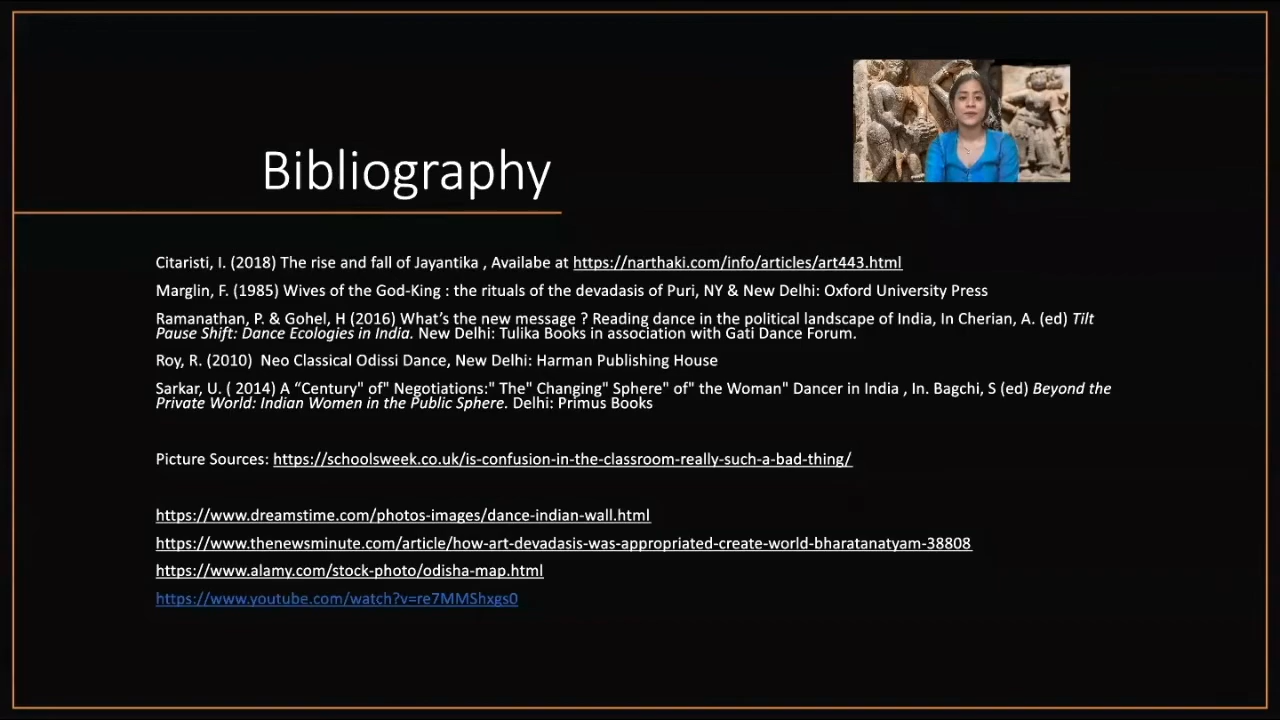 Bibliography
Citaristi, I. (2018) The rise and fall of Jayantika , Availabe at https://narthaki.com/info/articles/art443.html
Marglin, F. (1985) Wives of the God-King : the rituals of the devadasis of Puri, NY & New Delhi: Oxford University Press
Ramanathan, P. & Gohel, H (2016) What’s the new message ? Reading dance in the political landscape of India, In Cherian, A. (ed) Tilt
Pause Shift: Dance Ecologies in India. New Delhi: Tulika Books in association with Gati Dance Forum.
Roy, R. (2010)  Neo Classical Odissi Dance, New Delhi: Harman Publishing House
Sarkar, U. ( 2014) A “Century" of" Negotiations:" The" Changing" Sphere" of" the Woman" Dancer in India , In. Bagchi, S (ed) Beyond the
Private World: Indian Women in the Public Sphere. Delhi: Primus Books
Picture Sources: https://schoolsweek.co.uk/is-confusion-in-the-classroom-really-such-a-bad-thing/
https://www.dreamstime.com/photos-images/dance-indian-wall.html
https://www.thenewsminute.com/article/how-art-devadasis-was-appropriated-create-world-bharatanatyam-38808
https://www.alamy.com/stock-photo/odisha-map.html
https://www.youtube.com/watch?v=re7MMShxgs0